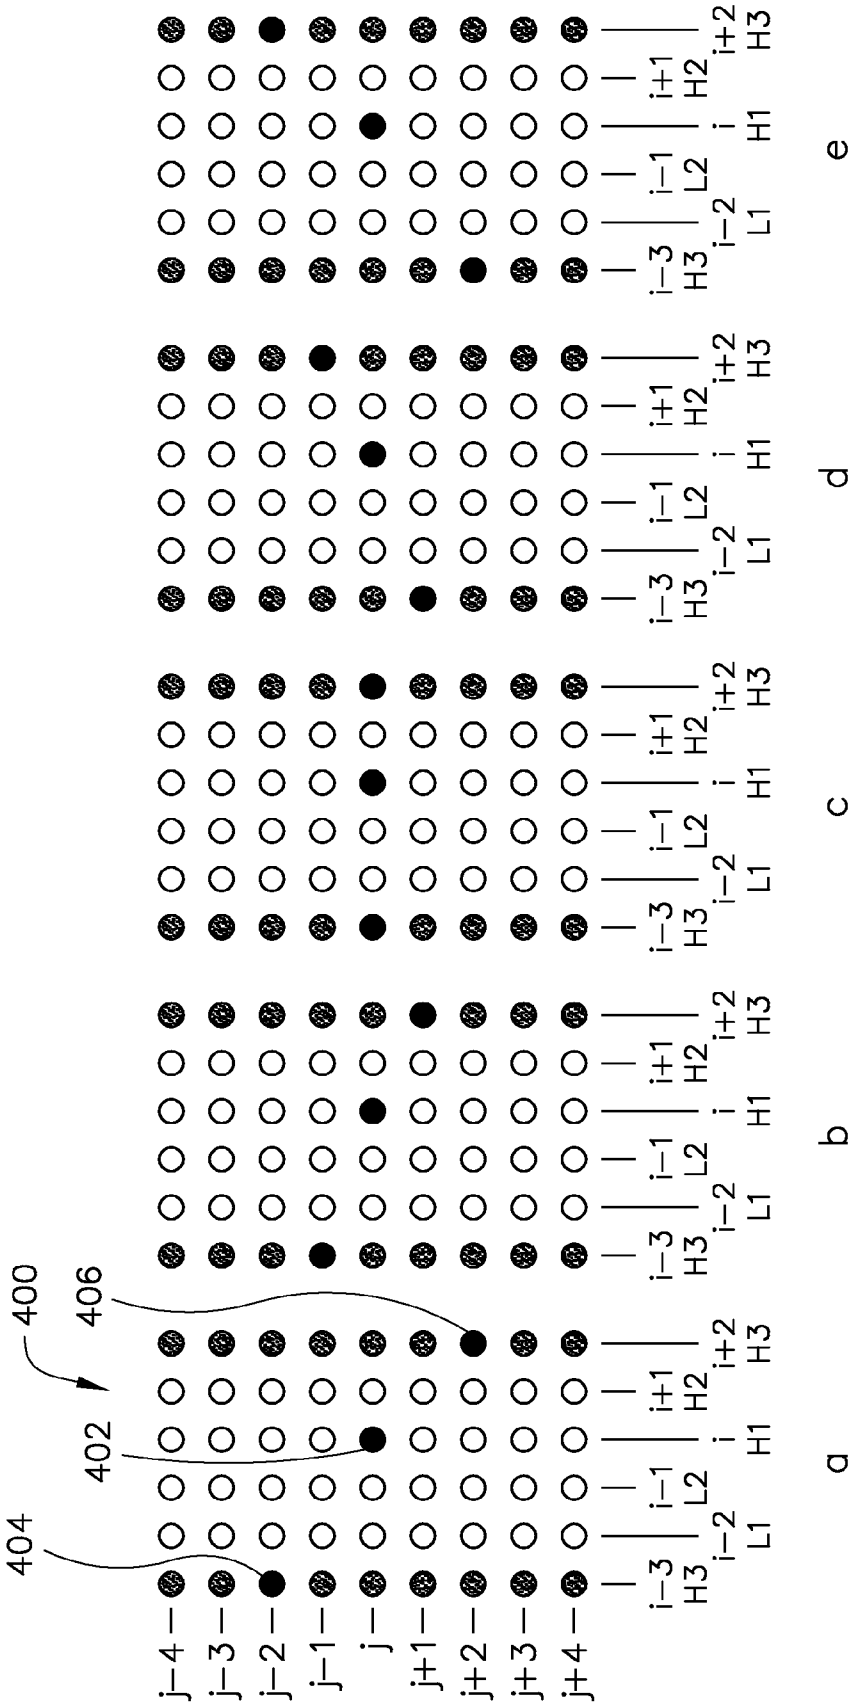 400
404
402
406
j−4
j−3
j−2
j−1
j
j+1
j+2
j+3
j+4
i−3 i−2 i−1 i i+1 i+2
H3 L1 L2 H1 H2 H3
a
i−3 i−2 i−1 i i+1 i+2
H3 L1 L2 H1 H2 H3
b
i−3 i−2 i−1 i i+1 i+2
H3 L1 L2 H1 H2 H3
c
i−3 i−2 i−1 i i+1 i+2
H3 L1 L2 H1 H2 H3
d
i−3 i−2 i−1 i i+1 i+2
H3 L1 L2 H1 H2 H3
e